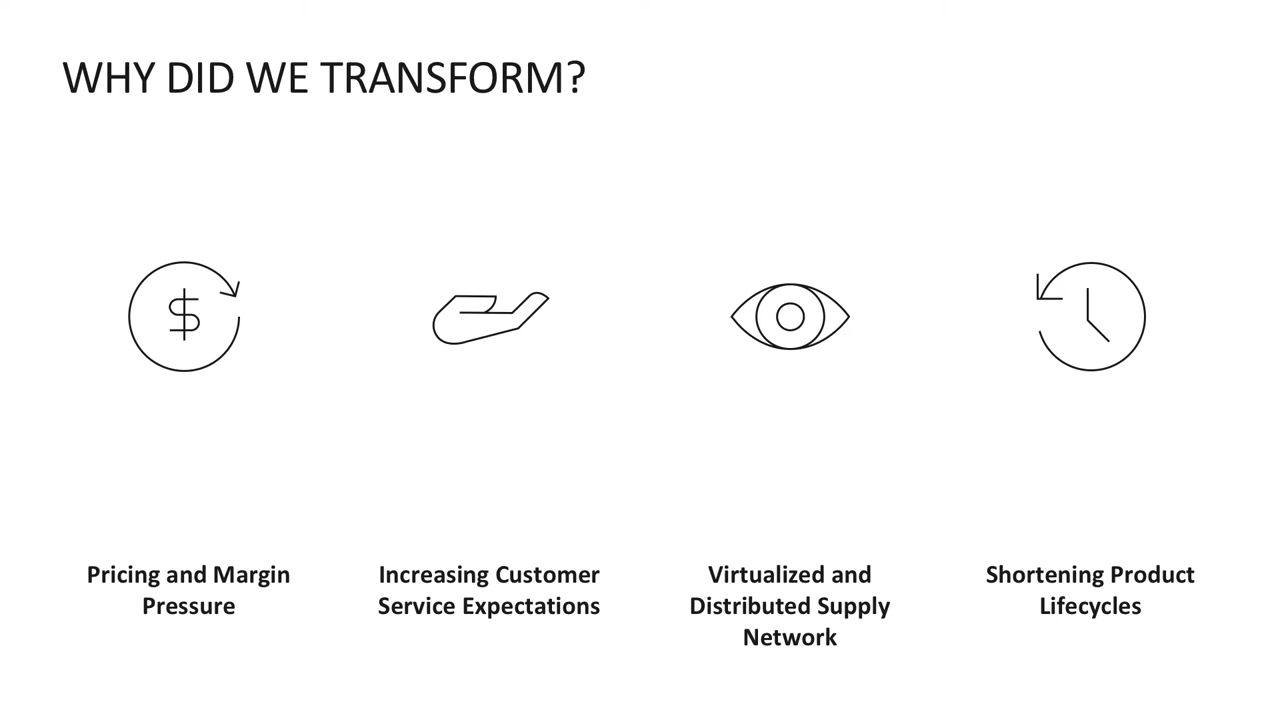 WHY DID WE TRANSFORM?
$
Pricing and Margin
Pressure
Increasing Customer
Service Expectations
Virtualized and
Distributed Supply
Network
Shortening Product
Lifecycles